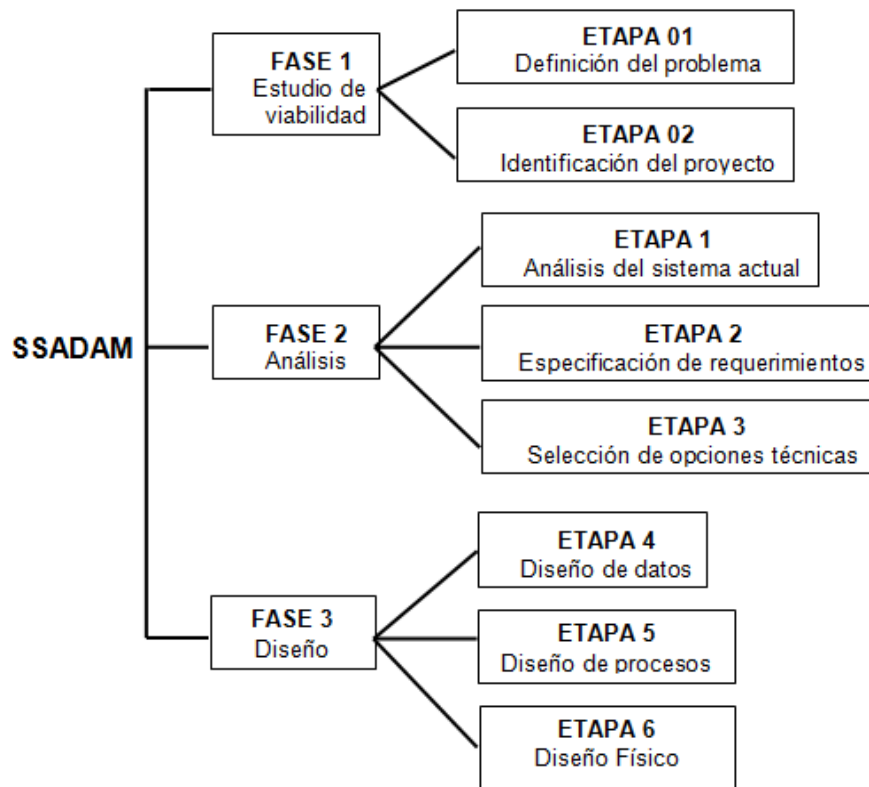 SSADAM
FASE 1
Estudio de
viabilidad
ETAPA 01
Definición del problema
ETAPA 02
Identificación del proyecto
FASE 2
Análisis
ETAPA 1
Análisis del sistema actual
ETAPA 2
Especificación de requerimientos
ETAPA 3
Selección de opciones técnicas
FASE 3
Diseño
ETAPA 4
Diseño de datos
ETAPA 5
Diseño de procesos
ETAPA 6
Diseño Físico